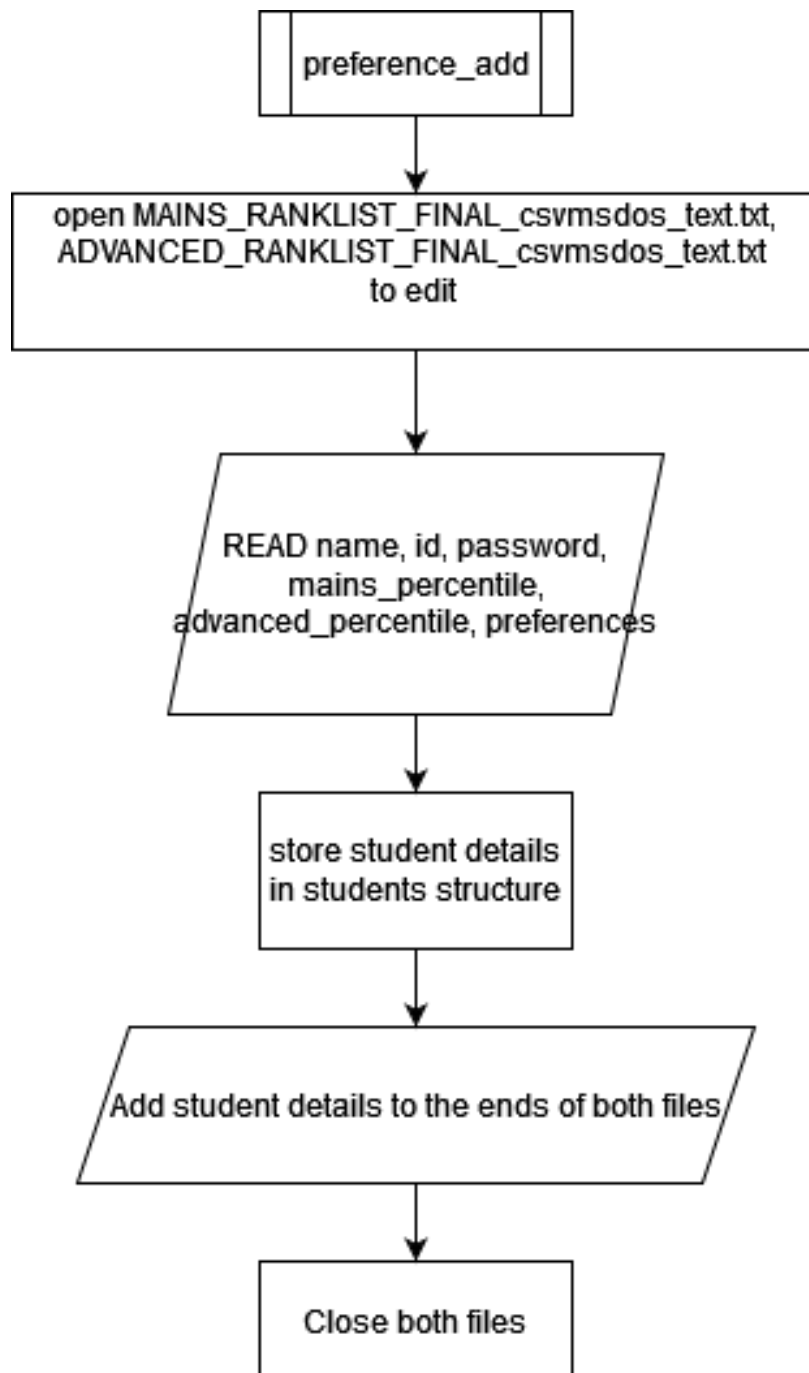 preference_add
open MAINS_RANKLIST_FINAL_csvmsdos_text.txt,
ADVANCED_RANKLIST_FINAL_csvmsdos_text.txt
to edit
READ name, id, password,
mains_percentile,
advanced_percentile, preferences
store student details
in students structure
Add student details to the ends of both files
Close both files